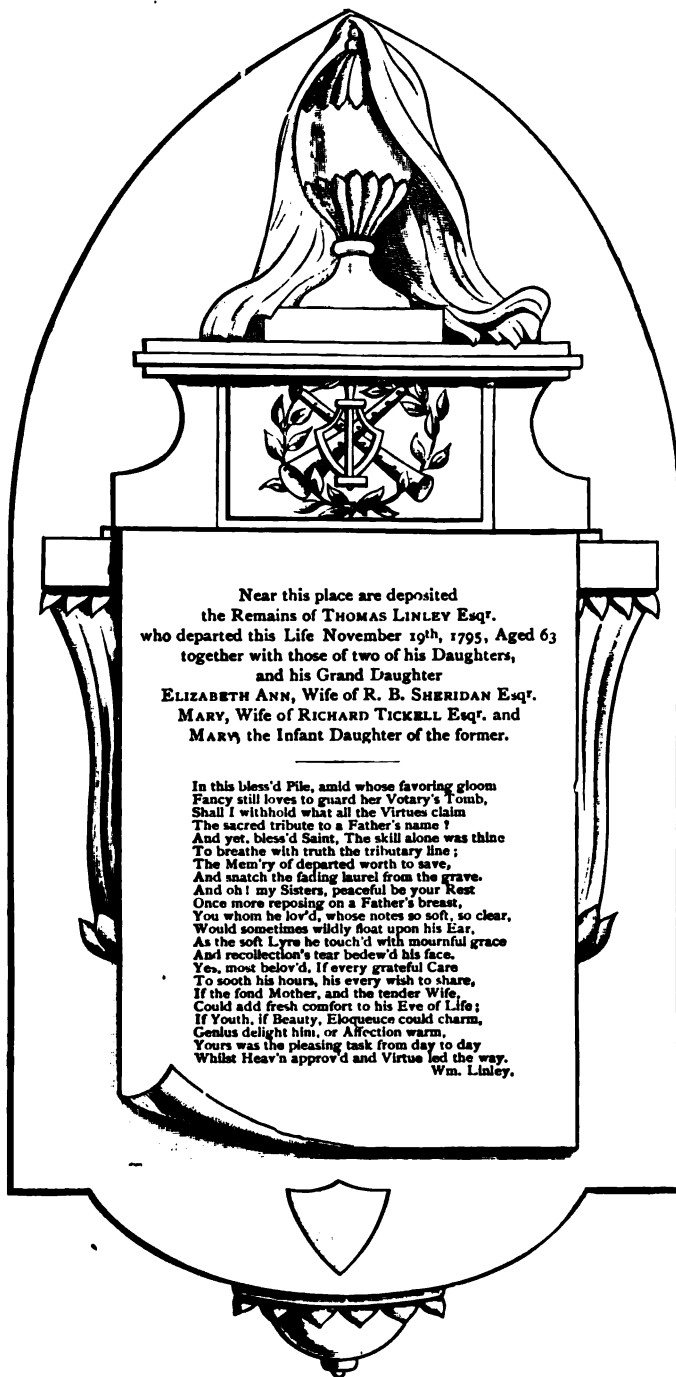 Near this place are deposited
the Remains of THOMAS LINLEY Esqr.
who departed this Life November 19th, 1795, Aged 63
together with those of two of his Daughters,
and his Grand Daughter
ELIZABETH ANN, Wife of R. B. SHERIDAN Esqr.
MARY, Wife of RICHARD TICKELL Esqr. and
MARY, the Infant Daughter of the former.
In this bless'd Pile, amid whose favoring gloom
Fancy still loves to guard her Votary's Tomb,
Shall I withhold what all the Virtues claim
The sacred tribute to a Father's name ?
And yet, bless'd Saint, The skill alone was thine
To breathe with truth the tributary line ;
The Mem'ry of departed worth to save,
And snatch the fading laurel from the grave.
And oh ! my Sisters, peaceful be your Rest
Once more reposing on a Father's breast,
You whom he lov'd, whose notes so soft, so clear,
Would sometimes wildly float upon his Ear,
As the soft Lyre he touch'd with mournful grace
And recollection's tear bedew'd his face.
Yes, most belov'd, If every grateful Care
To sooth his hours, his every wish to share,
If the fond Mother, and the tender Wife,
Could add fresh comfort to his Eve of Life ;
If Youth, if Beauty, Eloqueuce could charm,
Genius delight him, or Affection warm,
Yours was the pleasing task from day to day
Whilst Heav'n approv'd and Virtue led the way.
Wm. Linley.